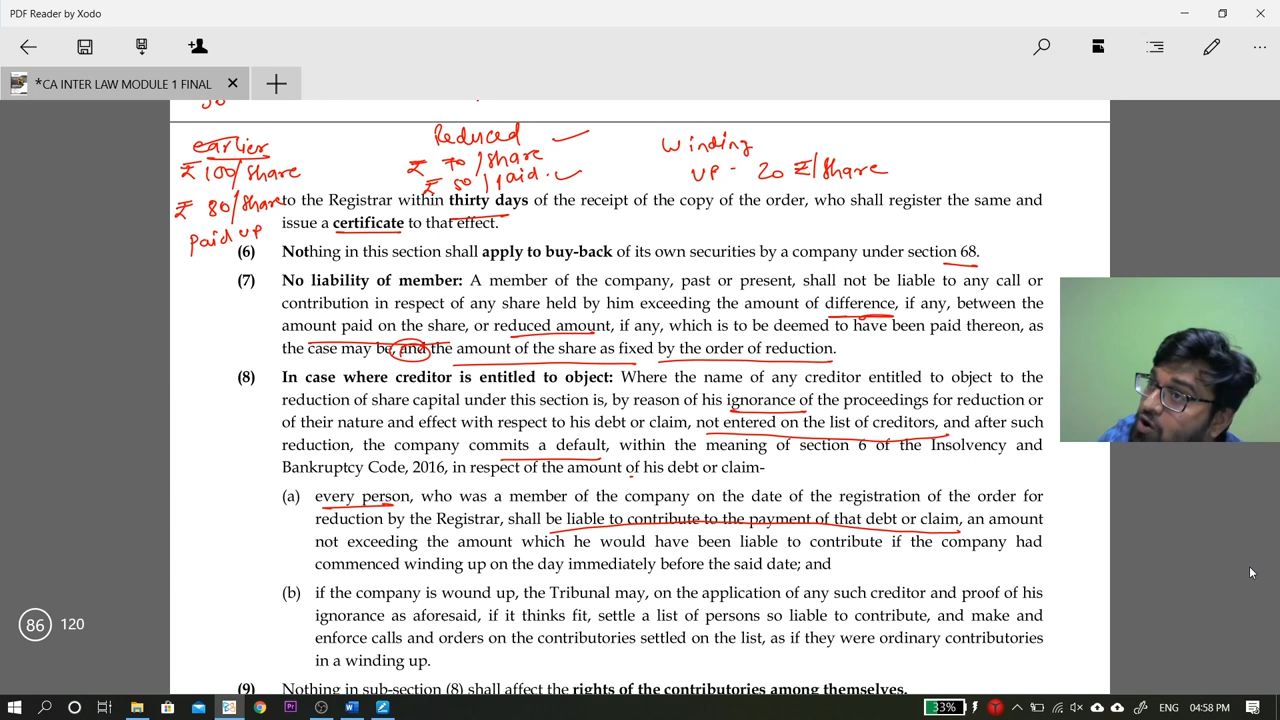 PDF Reader by Xodo
*CA INTER LAW MODULE 1 FINAL
earlier
₹ 100/share
₹ 80/share
Paid up
Reduced
₹ 70/share
₹ 50/paid.
Winding
up - 20 ₹/share
to the Registrar within thirty days of the receipt of the copy of the order, who shall register the same and
issue a certificate to that effect.
(6) Nothing in this section shall apply to buy-back of its own securities by a company under section 68.
(7) No liability of member: A member of the company, past or present, shall not be liable to any call or
contribution in respect of any share held by him exceeding the amount of difference, if any, between the
amount paid on the share, or reduced amount, if any, which is to be deemed to have been paid thereon, as
the case may be, and the amount of the share as fixed by the order of reduction.
(8) In case where creditor is entitled to object: Where the name of any creditor entitled to object to the
reduction of share capital under this section is, by reason of his ignorance of the proceedings for reduction or
of their nature and effect with respect to his debt or claim, not entered on the list of creditors, and after such
reduction, the company commits a default, within the meaning of section 6 of the Insolvency and
Bankruptcy Code, 2016, in respect of the amount of his debt or claim-
(a) every person, who was a member of the company on the date of the registration of the order for
reduction by the Registrar, shall be liable to contribute to the payment of that debt or claim, an amount
not exceeding the amount which he would have been liable to contribute if the company had
commenced winding up on the day immediately before the said date; and
(b) if the company is wound up, the Tribunal may, on the application of any such creditor and proof of his
ignorance as aforesaid, if it thinks fit, settle a list of persons so liable to contribute, and make and
enforce calls and orders on the contributories settled on the list, as if they were ordinary contributories
in a winding up.
(9) Nothing in sub-section (8) shall affect the rights of the contributories among themselves.
86 120
33%
ENG 04:58 PM